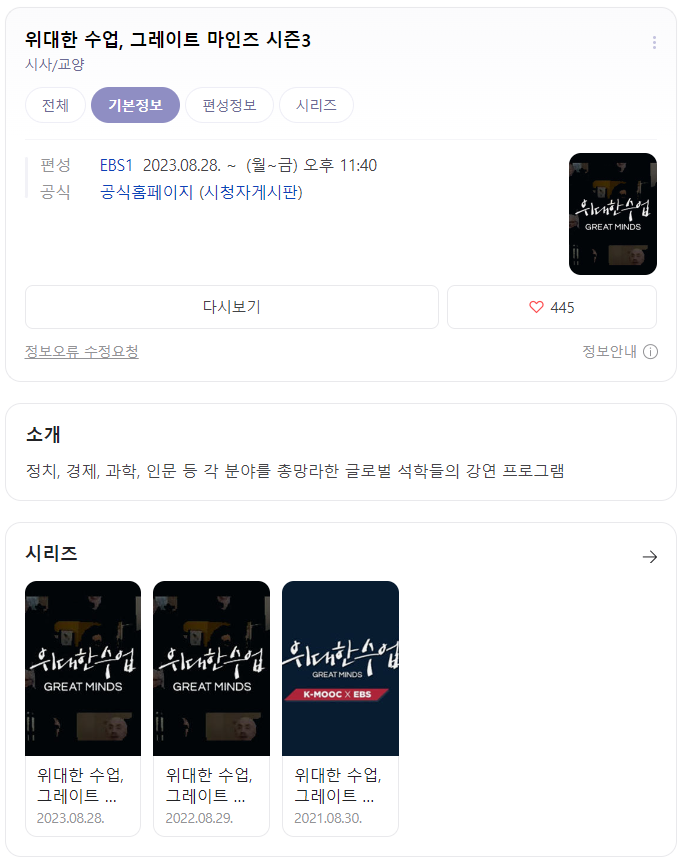 위대한 수업, 그레이트 마인즈 시즌3
시사/교양
전체 기본정보 편성정보 시리즈
편성 EBS1 2023.08.28. ~ (월~금) 오후 11:40
공식 공식홈페이지 (시청자게시판)
위대한수업
GREAT MINDS
다시보기 445
정보오류 수정요청 정보안내
소개
정치, 경제, 과학, 인문 등 각 분야를 총망라한 글로벌 석학들의 강연 프로그램
시리즈
위대한수업
GREAT MINDS
위대한수업
GREAT MINDS
위대한수업
GREAT MINDS
K-MOOC X EBS
위대한 수업,
그레이트 ...
2023.08.28.
위대한 수업,
그레이트 ...
2022.08.29.
위대한 수업,
그레이트 ...
2021.08.30.